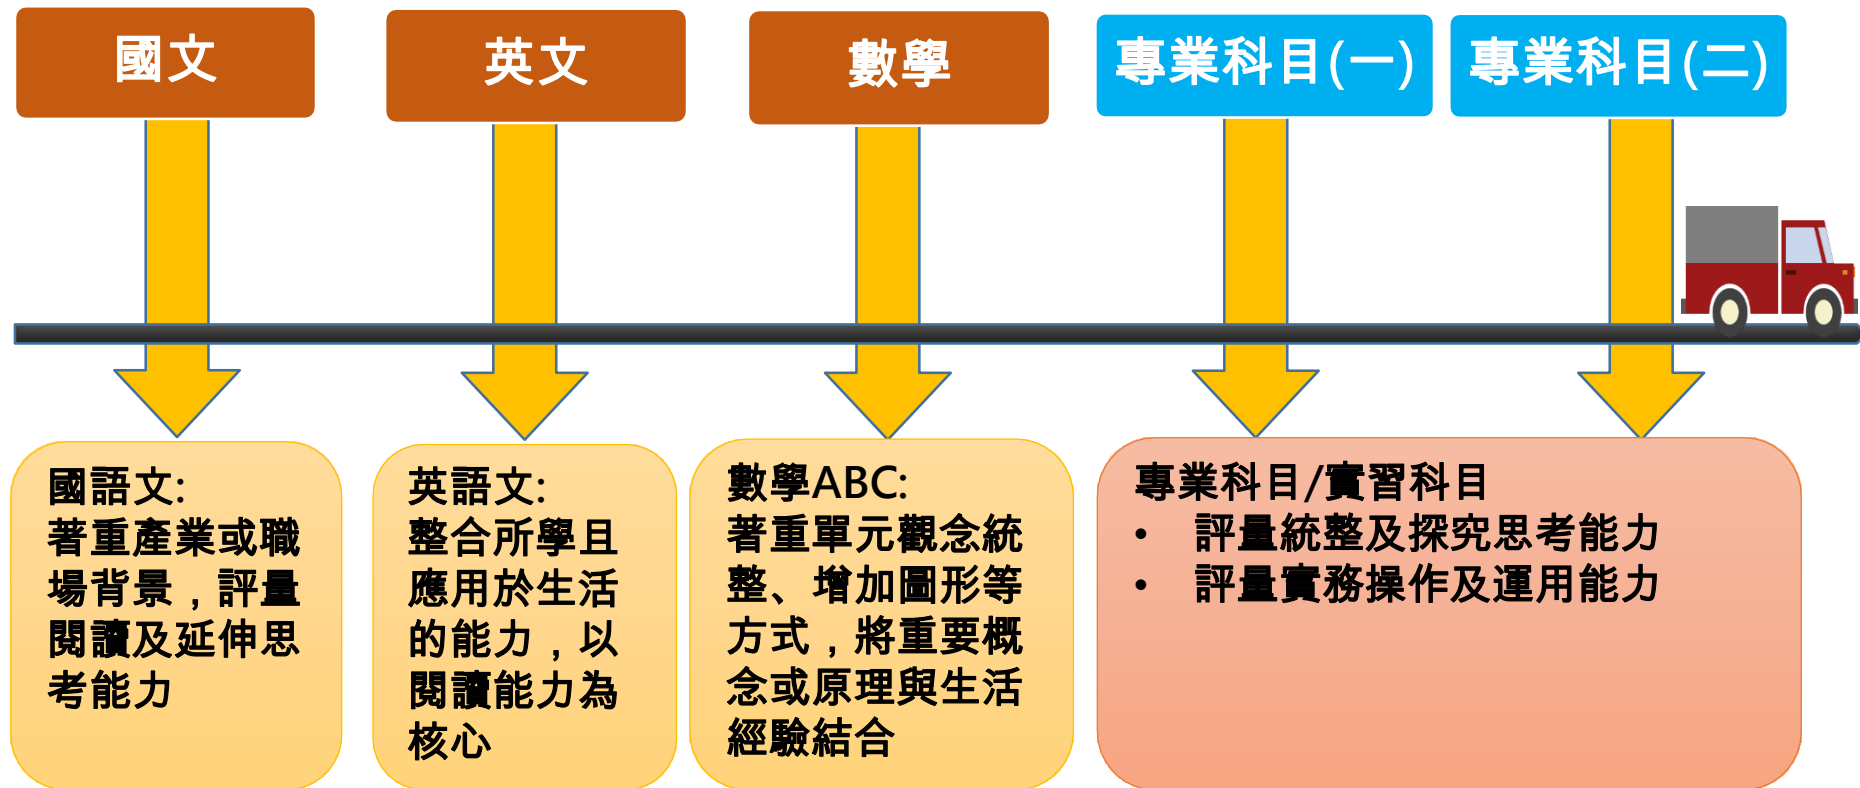 國文
英文
數學
專業科目(一)
專業科目(二)
國語文:
著重產業或職
場背景，評量
閱讀及延伸思
考能力
英語文:
整合所學且
應用於生活
的能力，以
閱讀能力為
核心
數學ABC:
著重單元觀念統
整、增加圖形等
方式，將重要概
念或原理與生活
經驗結合
專業科目/實習科目
• 評量統整及探究思考能力
• 評量實務操作及運用能力